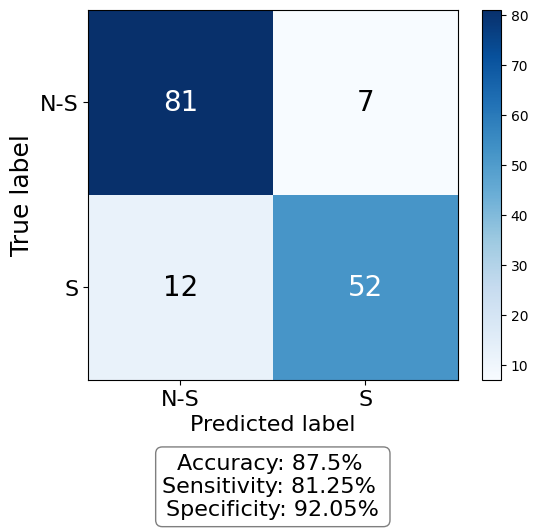 80
81
7
70
N-S
60
50
True label
40
12
52
30
S
20
10
N-S
S
Predicted label
Accuracy: 87.5%
Sensitivity: 81.25%
Specificity: 92.05%